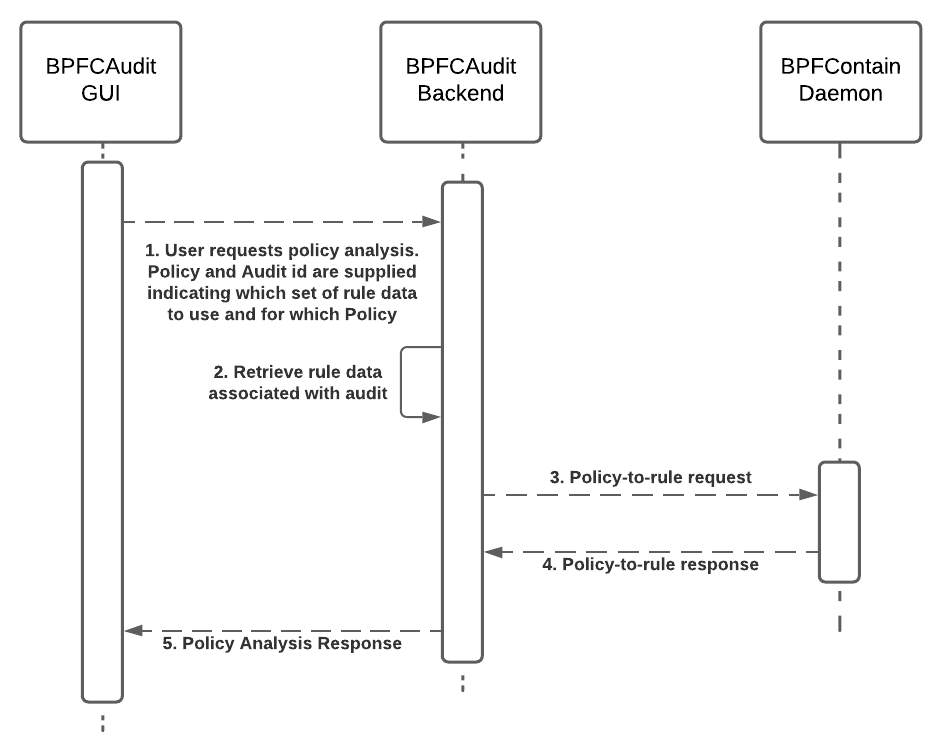 BPFCAudit
GUI
BPFCAudit
Backend
BPFContain
Daemon
1. User requests policy analysis.
Policy and Audit id are supplied
indicating which set of rule data
to use and for which Policy
2. Retrieve rule data
associated with audit
3. Policy-to-rule request
4. Policy-to-rule response
5. Policy Analysis Response